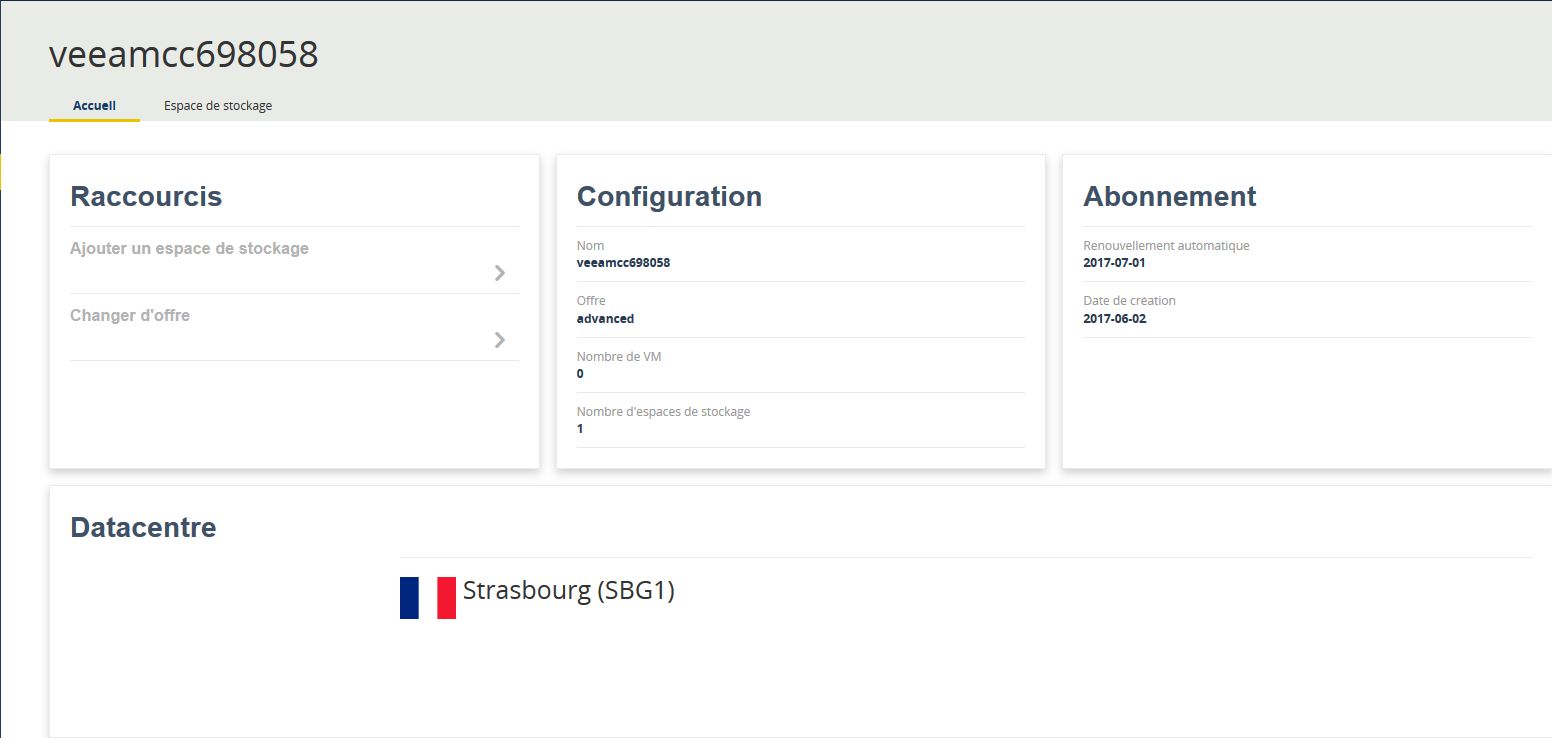 veeamcc698058
Accueil
Espace de stockage
Raccourcis
Ajouter un espace de stockage
Changer d'offre
Configuration
Nom
veeamcc698058
Offre
advanced
Nombre de VM
0
Nombre d'espaces de stockage
1
Abonnement
Renouvellement automatique
2017-07-01
Date de création
2017-06-02
Datacentre
Strasbourg (SBG1)